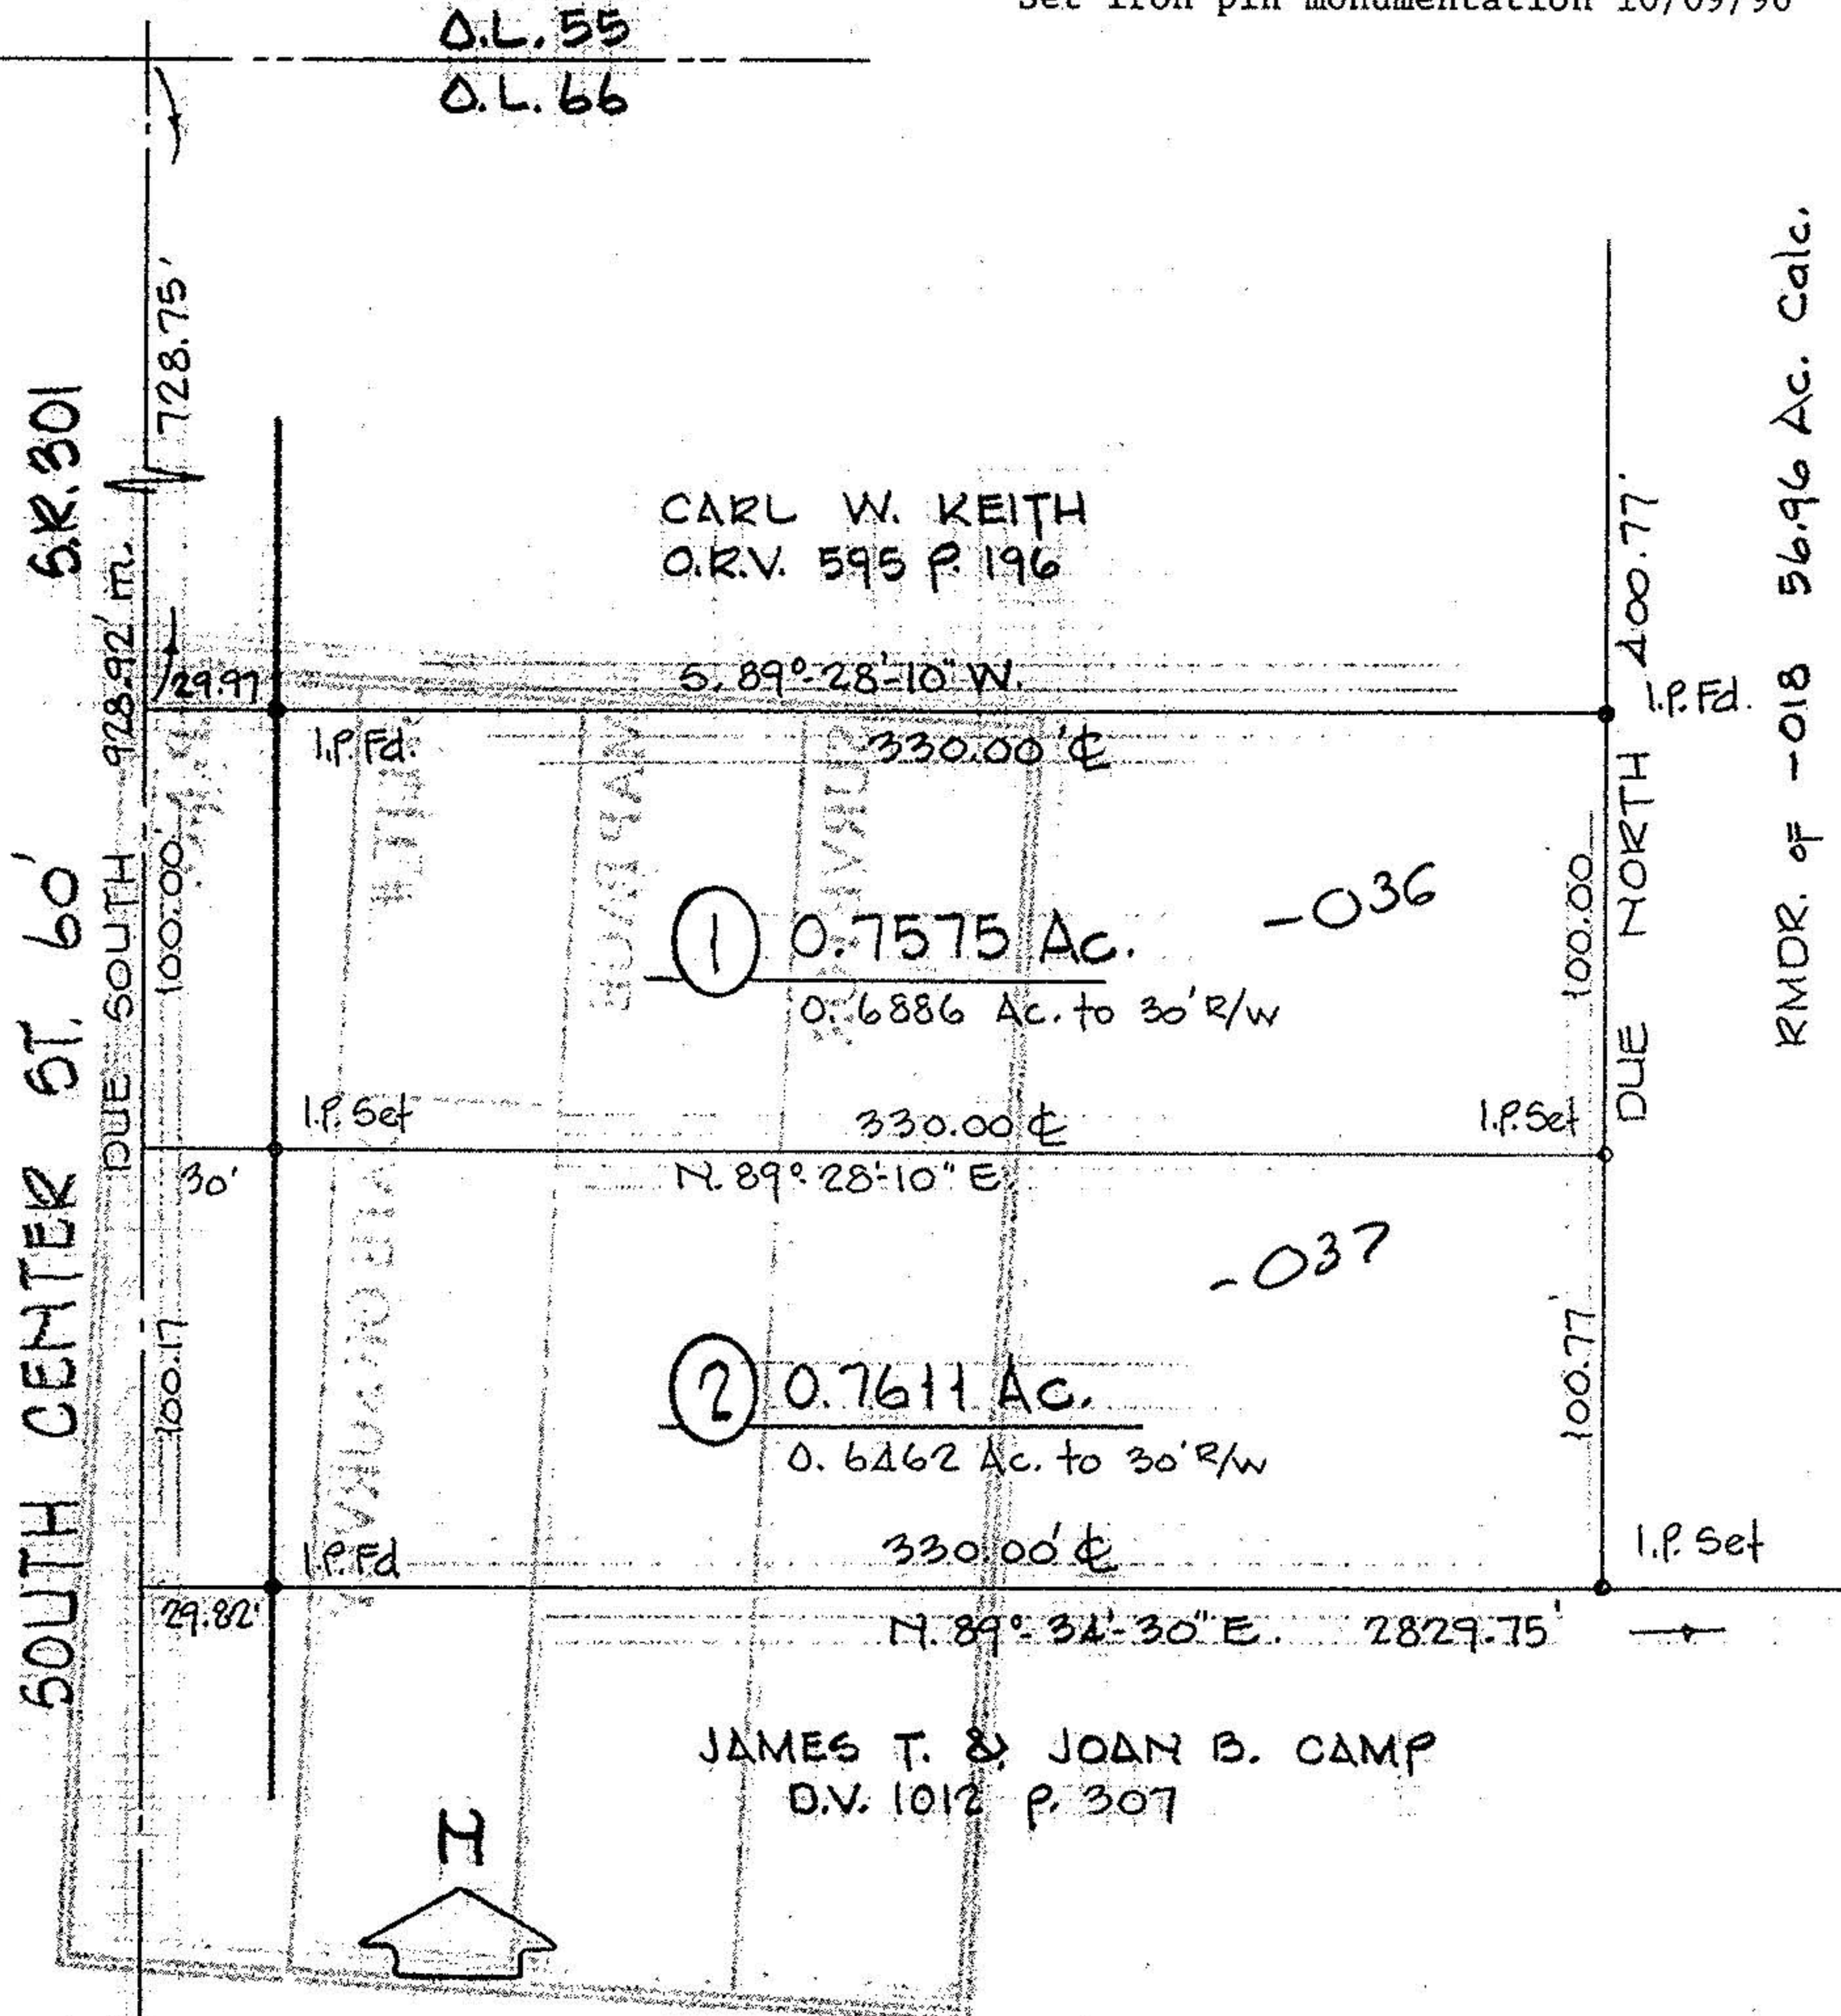 Set iron pin monumentation 10/09/90
O.L. 55
O.L. 66
728.75'
S.R. 301
928.92' m.
DUE SOUTH
SOUTH CENTER ST. 60'
CARL W. KEITH
O.R.V. 595 P. 196
400.77'
DUE NORTH
RMDR. OF -018 56.96 Ac. Calc.
29.97
S. 89°-28'-10" W.
I.P. Fd.
I.P. Fd.
330.00' ℄
100.00'
100.00
1 0.7575 Ac.
-036
0.6886 Ac. to 30' R/W
I.P. Set
330.00 ℄
I.P. Set
30'
N. 89°-28'-10" E.
-037
100.17
100.77'
2 0.7611 Ac.
0. 6462 Ac. to 30' R/W
I.P. Fd
330.00' ℄
I.P. Set
29.82'
N. 89°-34'-30" E. 2829.75'
JAMES T. & JOAN B. CAMP
D.V. 1012 P. 307
N